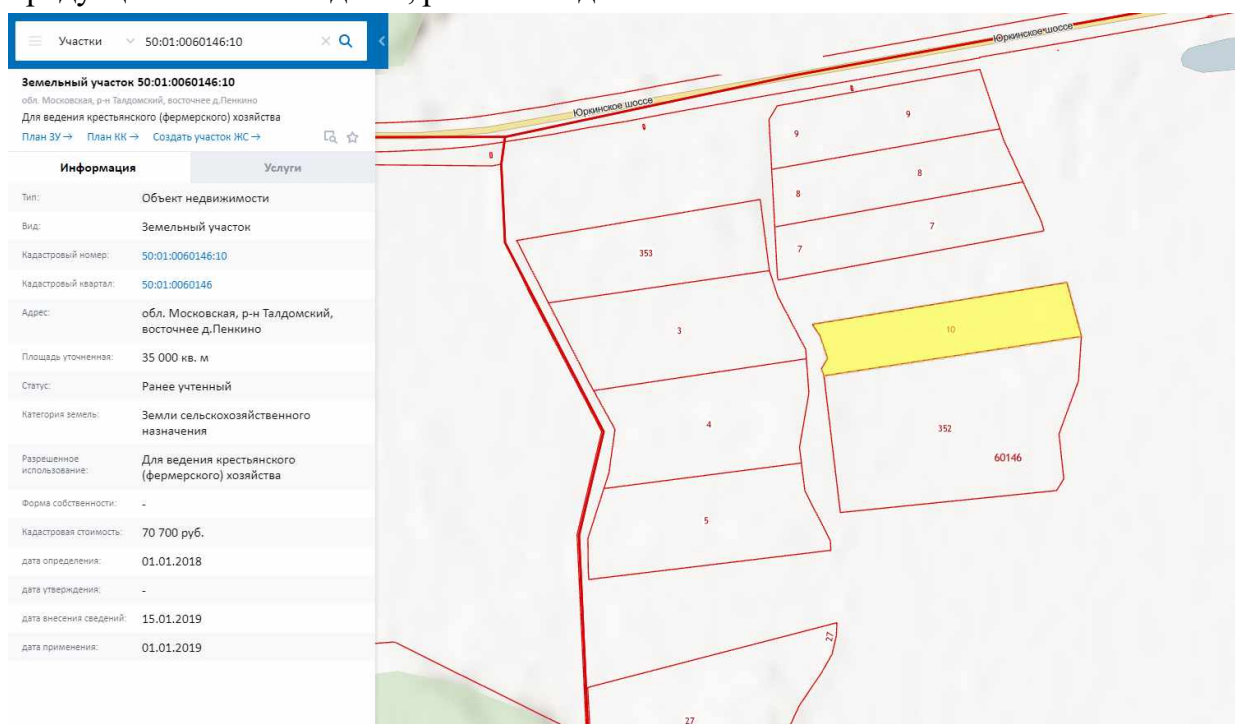 Участки 50:01:0060146:10
Земельный участок 50:01:0060146:10
обл. Московская, р-н Талдомский, восточнее д.Пенкино
Для ведения крестьянского (фермерского) хозяйства
План ЗУ → План КК → Создать участок ЖС →
Информация Услуги
Тип: Объект недвижимости
Вид: Земельный участок
Кадастровый номер: 50:01:0060146:10
Кадастровый квартал: 50:01:0060146
Адрес: обл. Московская, р-н Талдомский,
восточнее д.Пенкино
Площадь уточненная: 35 000 кв. м
Статус: Ранее учтенный
Категория земель: Земли сельскохозяйственного
назначения
Разрешенное использование: Для ведения крестьянского
(фермерского) хозяйства
Форма собственности: -
Кадастровая стоимость: 70 700 руб.
дата определения: 01.01.2018
дата утверждения: -
дата внесения сведений: 15.01.2019
дата применения: 01.01.2019
Юркинское шоссе
Юркинское шоссе
9
9
8
8
7
7
353
3
10
4
352
60146
5
27
27